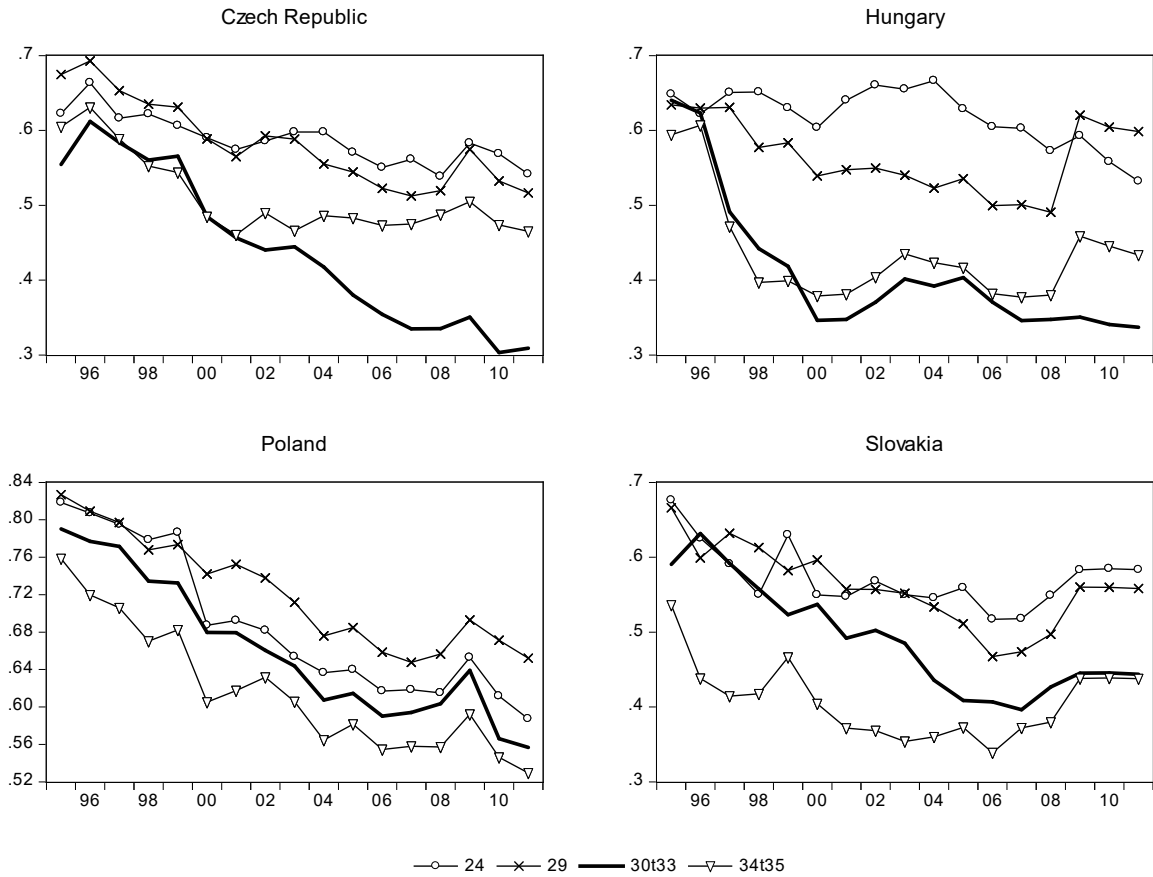 Czech Republic
.7
.6
.5
.4
.3
96 98 00 02 04 06 08 10
Hungary
.7
.6
.5
.4
.3
96 98 00 02 04 06 08 10
Poland
.84
.80
.76
.72
.68
.64
.60
.56
.52
96 98 00 02 04 06 08 10
Slovakia
.7
.6
.5
.4
.3
96 98 00 02 04 06 08 10
24 29 30t33 34t35